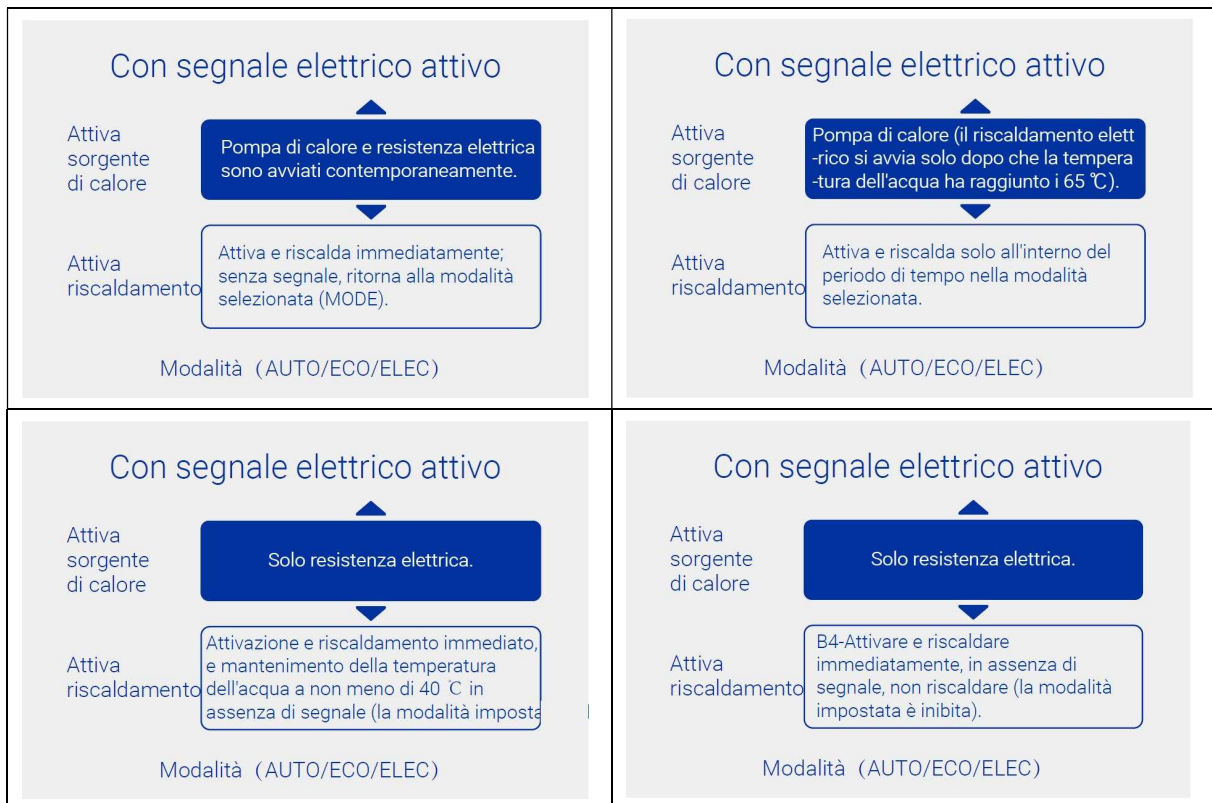 Con segnale elettrico attivo
Attiva
sorgente
di calore
Pompa di calore e resistenza elettrica
sono avviati contemporaneamente.
Attiva
riscaldamento
Attiva e riscalda immediatamente;
senza segnale, ritorna alla modalità
selezionata (MODE).
Modalità (AUTO/ECO/ELEC)
Con segnale elettrico attivo
Attiva
sorgente
di calore
Pompa di calore (il riscaldamento elett
-rico si avvia solo dopo che la tempera
-tura dell'acqua ha raggiunto i 65 ℃).
Attiva
riscaldamento
Attiva e riscalda solo all'interno del
periodo di tempo nella modalità
selezionata.
Modalità (AUTO/ECO/ELEC)
Con segnale elettrico attivo
Attiva
sorgente
di calore
Solo resistenza elettrica.
Attiva
riscaldamento
Attivazione e riscaldamento immediato,
e mantenimento della temperatura
dell'acqua a non meno di 40 ℃ in
assenza di segnale (la modalità imposta
Modalità (AUTO/ECO/ELEC)
Con segnale elettrico attivo
Attiva
sorgente
di calore
Solo resistenza elettrica.
Attiva
riscaldamento
B4-Attivare e riscaldare
immediatamente, in assenza di
segnale, non riscaldare (la modalità
impostata è inibita).
Modalità (AUTO/ECO/ELEC)